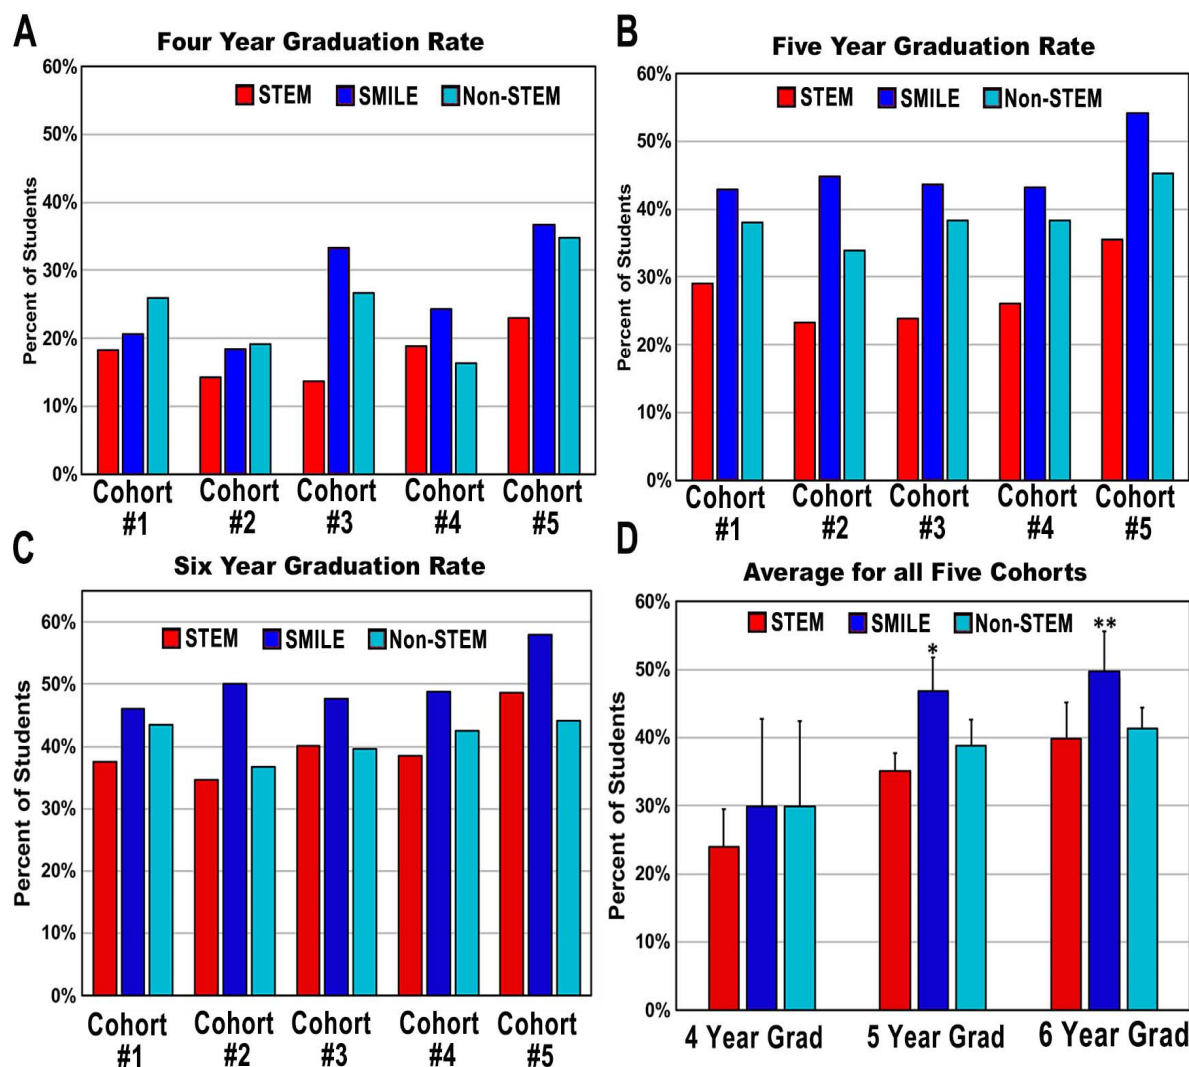 A
Four Year Graduation Rate
60%
50%
40%
30%
20%
10%
0%
Percent of Students
STEM SMILE Non-STEM
Cohort #1
Cohort #2
Cohort #3
Cohort #4
Cohort #5
B
Five Year Graduation Rate
60%
50%
40%
30%
20%
10%
0%
Percent of Students
STEM SMILE Non-STEM
Cohort #1
Cohort #2
Cohort #3
Cohort #4
Cohort #5
C
Six Year Graduation Rate
60%
50%
40%
30%
20%
10%
0%
Percent of Students
STEM SMILE Non-STEM
Cohort #1
Cohort #2
Cohort #3
Cohort #4
Cohort #5
D
Average for all Five Cohorts
60%
50%
40%
30%
20%
10%
0%
Percent of Students
STEM SMILE Non-STEM
*
**
4 Year Grad 5 Year Grad 6 Year Grad